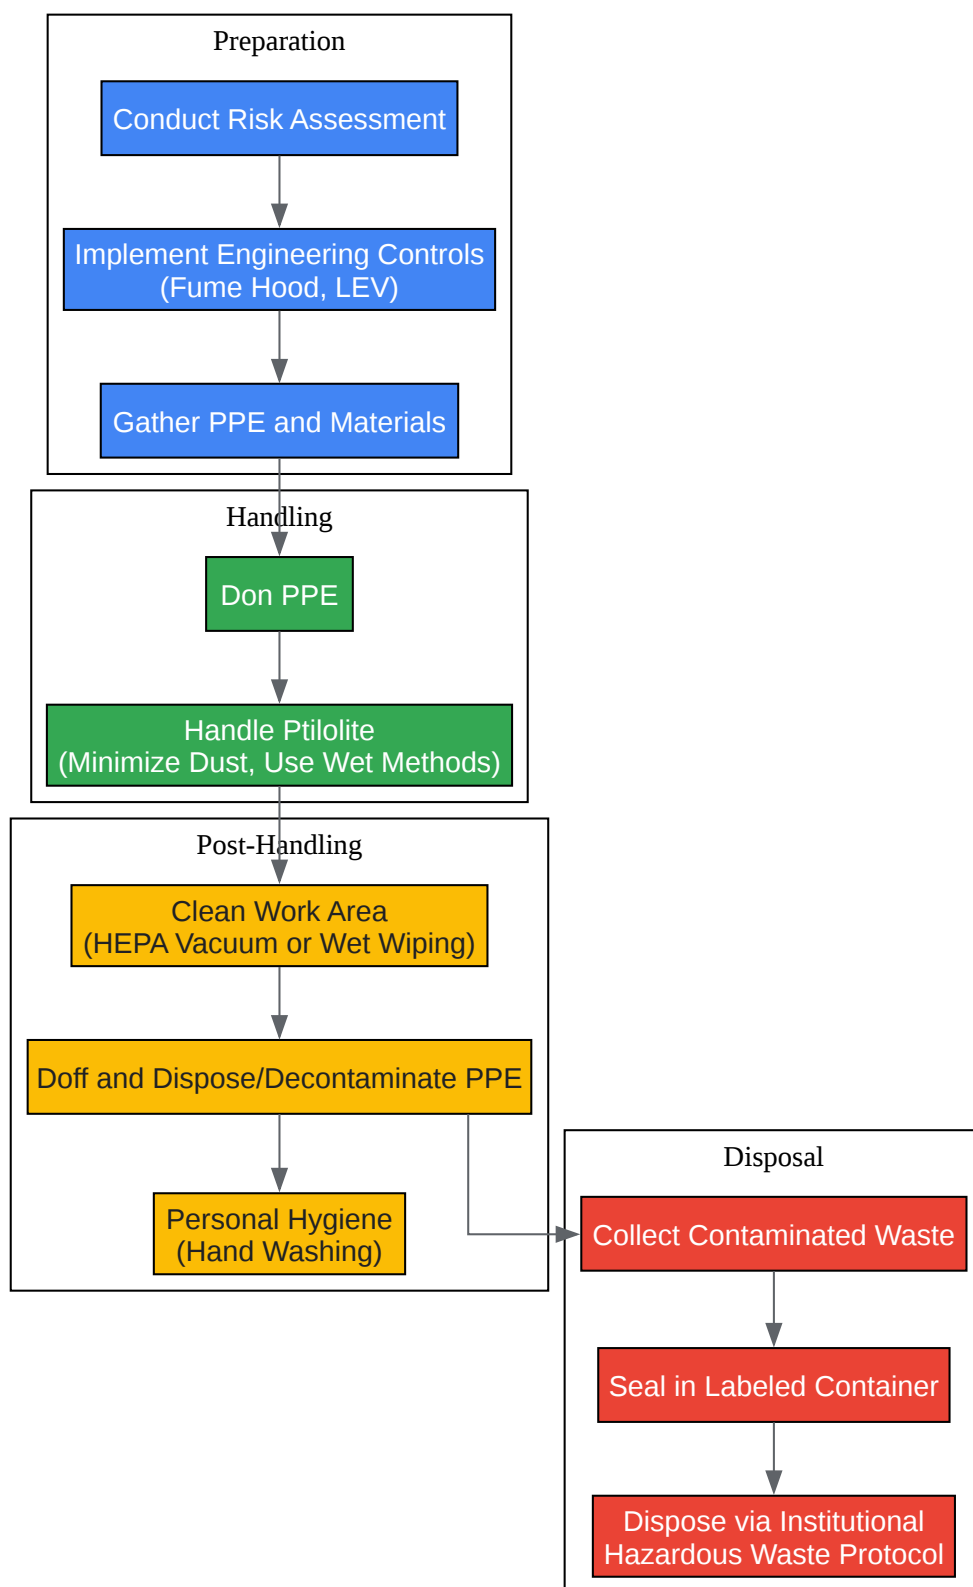 Preparation
Conduct Risk Assessment
Implement Engineering Controls
(Fume Hood, LEV)
Gather PPE and Materials
Handling
Don PPE
Handle Ptilolite
(Minimize Dust, Use Wet Methods)
Post-Handling
Clean Work Area
(HEPA Vacuum or Wet Wiping)
Doff and Dispose/Decontaminate PPE
Personal Hygiene
(Hand Washing)
Disposal
Collect Contaminated Waste
Seal in Labeled Container
Dispose via Institutional
Hazardous Waste Protocol